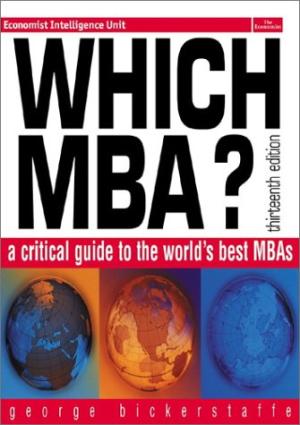 Economist Intelligence Unit
The Economist
WHICH
MBA?
thirteenth edition
a critical guide to the world's best MBAs
george bickerstaffe